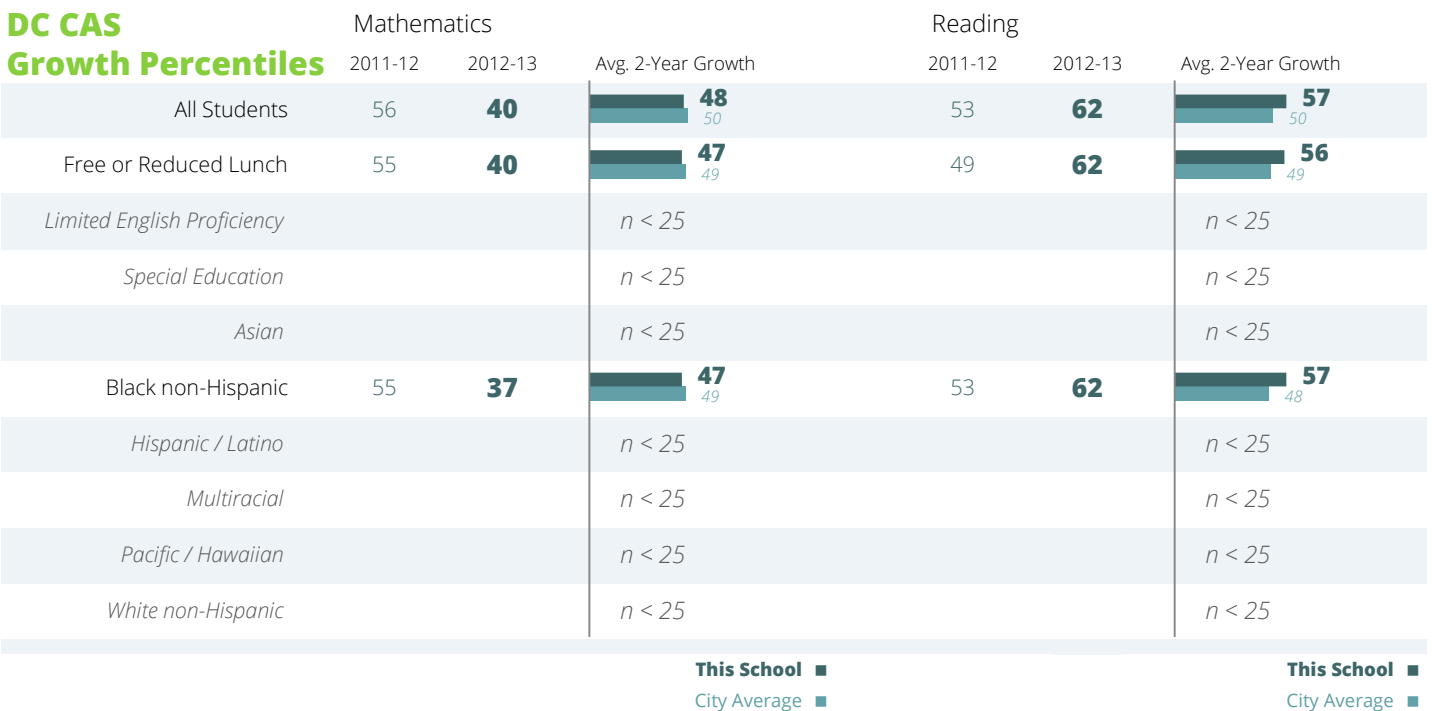 DC CAS
Growth Percentiles
Mathematics
Reading
2011-12 2012-13 Avg. 2-Year Growth 2011-12 2012-13 Avg. 2-Year Growth
All Students 56 40 48 50 53 62 57 50
Free or Reduced Lunch 55 40 47 49 49 62 56 49
Limited English Proficiency n < 25 n < 25
Special Education n < 25 n < 25
Asian n < 25 n < 25
Black non-Hispanic 55 37 47 49 53 62 57 48
Hispanic / Latino n < 25 n < 25
Multiracial n < 25 n < 25
Pacific / Hawaiian n < 25 n < 25
White non-Hispanic n < 25 n < 25
This School This School
City Average City Average